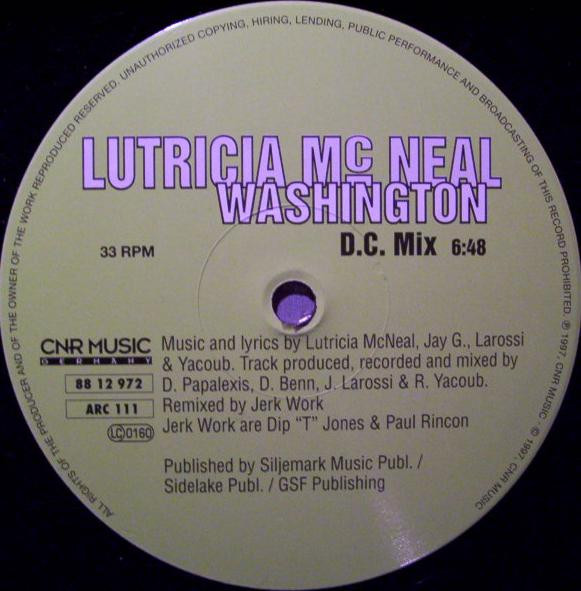 ALL RIGHTS OF THE PRODUCER AND OF THE OWNER OF THE WORK REPRODUCED RESERVED. UNAUTHORIZED COPYING, HIRING, LENDING, PUBLIC PERFORMANCE AND BROADCASTING OF THIS RECORD PROHIBITED. ℗ 1997, CNR MUSIC · © 1997, CNR MUSIC
LUTRICIA Mc NEAL
WASHINGTON
D.C. Mix 6:48
33 RPM
CNR MUSIC
GERMANY
88 12 972
ARC 111
LC 0160
Music and lyrics by Lutricia McNeal, Jay G., Larossi
& Yacoub. Track produced, recorded and mixed by
D. Papalexis, D. Benn, J. Larossi & R. Yacoub.
Remixed by Jerk Work
Jerk Work are Dip “T” Jones & Paul Rincon
Published by Siljemark Music Publ. /
Sidelake Publ. / GSF Publishing